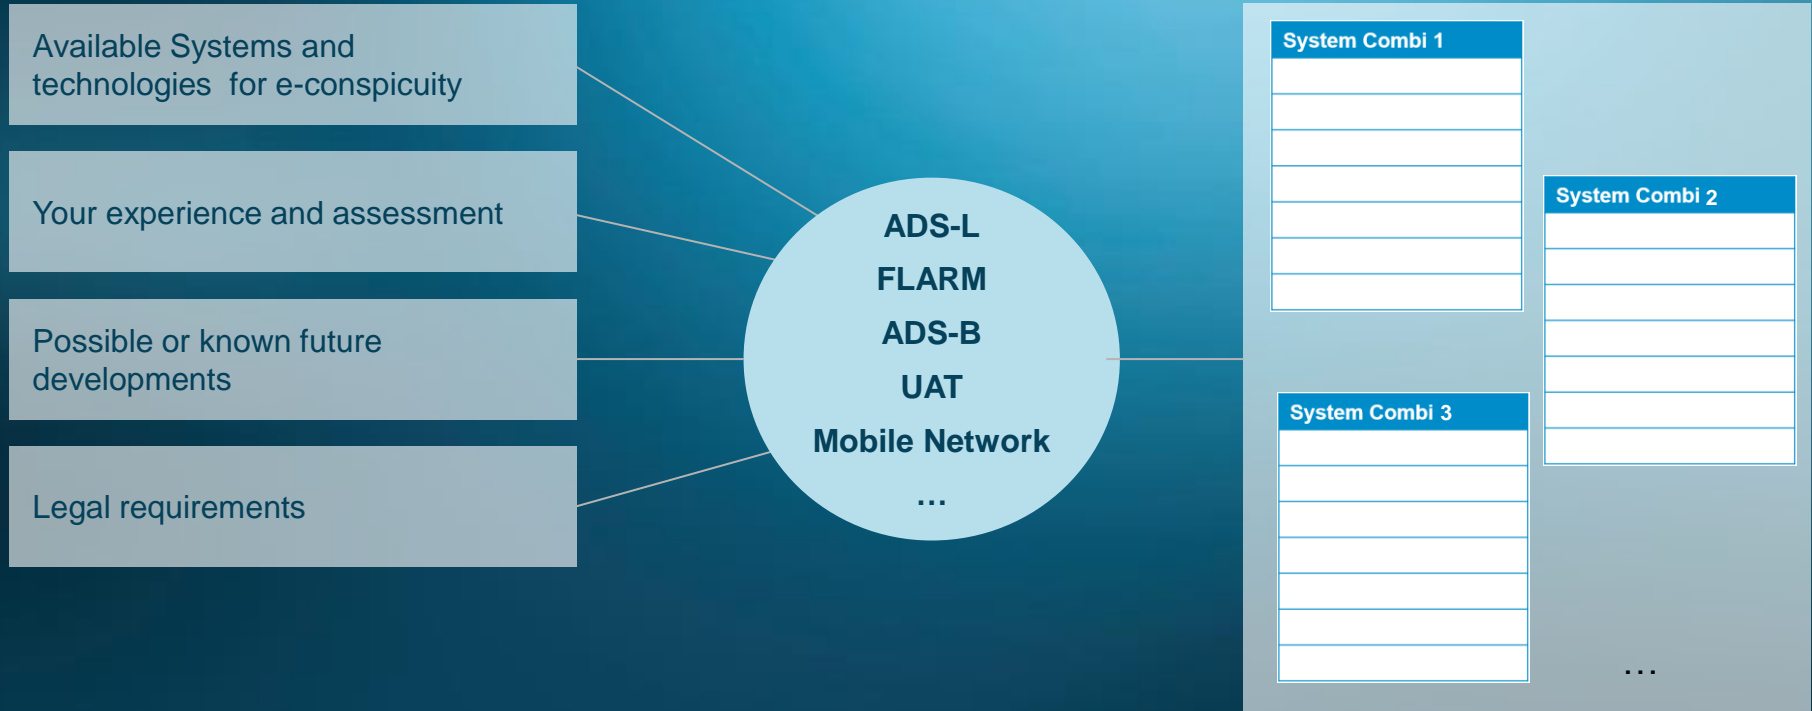 Available Systems and
technologies  for e-conspicuity
Your experience and assessment
Possible or known future
developments
Legal requirements
ADS-L
FLARM
ADS-B
UAT
Mobile Network
...
System Combi 1
System Combi 2
System Combi 3
...